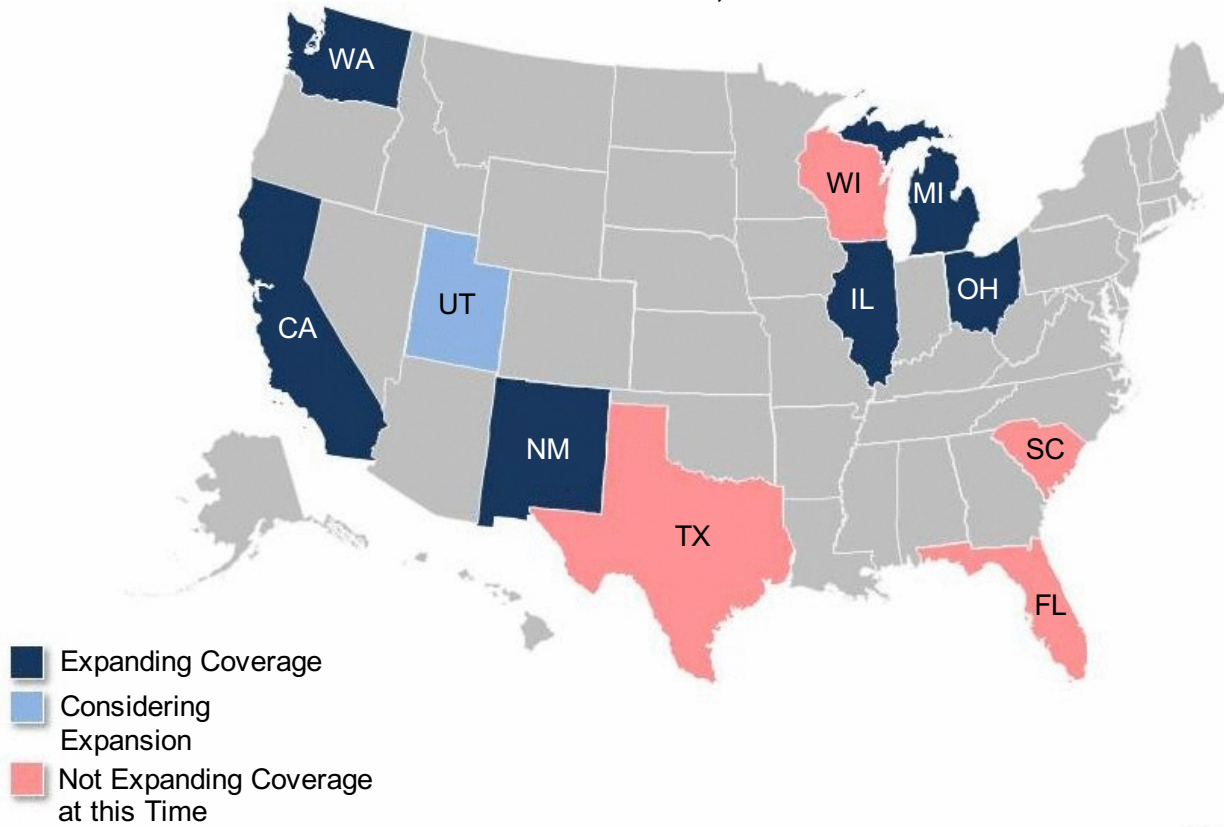 WA
WI
MI
UT
IL
OH
CA
NM
SC
TX
FL
Expanding Coverage
Considering
Expansion
Not Expanding Coverage
at this Time